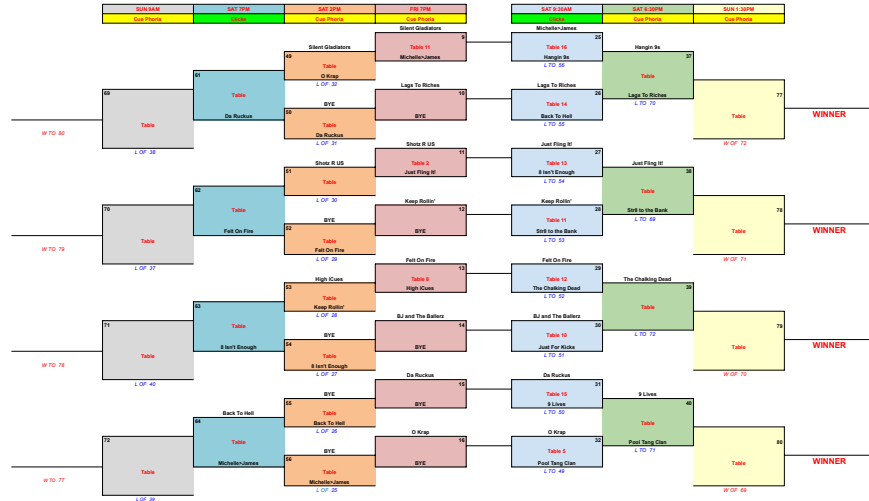 SUN 9AM SAT 7PM SAT 2PM FRI 7PM SAT 9:30AM SAT 6:30PM SUN 1:30PM
Cue Phoria Clicks Cue Phoria Cue Phoria Clicks Cue Phoria Cue Phoria
Silent Gladiators Michelle>James
9 25
Silent Gladiators Table 11 Table 16 Hangin 9s
49 Michelle>James Hangin 9s 37
Table L TO 56 Table
61 O Krap
L OF 32
69 Table BYE Lags To Riches Lags To Riches 77
50 10 26 Lags To Riches
Table Table 14 L TO 70 Table
Table Da Ruckus BYE Back To Hell WINNER
Da Ruckus L TO 55
W TO 80 L OF 31 W OF 72
L OF 38
Shotz R US Just Fling It!
11 27
Shotz R US Table 2 Table 13 Just Fling It!
51 Just Fling It! 8 Isn't Enough 38
Table L TO 54 Table
62
L OF 30
70 Table BYE Keep Rollin' Keep Rollin' 78
52 12 28 Str8 to the Bank
Table Table 11 L TO 69 Table
Table Felt On Fire BYE Str8 to the Bank WINNER
Felt On Fire L TO 53
W TO 79 L OF 29 W OF 71
L OF 37
Felt On Fire Felt On Fire
13 29
High iCues Table 8 Table 12 The Chalking Dead
53 High iCues The Chalking Dead 39
Table L TO 52 Table
63 Keep Rollin'
L OF 28
71 Table BYE BJ and The Ballerz BJ and The Ballerz 79
54 14 30
Table Table 10 L TO 72 Table
Table 8 Isn't Enough BYE Just For Kicks WINNER
8 Isn't Enough L TO 51
W TO 78 L OF 27 W OF 70
L OF 40
Da Ruckus Da Ruckus
15 31
BYE Table 15 9 Lives
55 BYE 9 Lives 40
Table L TO 50 Table
Back To Hell Back To Hell
64 L OF 26
72 Table BYE O Krap O Krap 80
56 16 32 Pool Tang Clan
Table Table 5 L TO 71 Table
Table Michelle>James BYE Pool Tang Clan WINNER
Michelle>James L TO 49
W TO 77 L OF 25 W OF 69
L OF 39